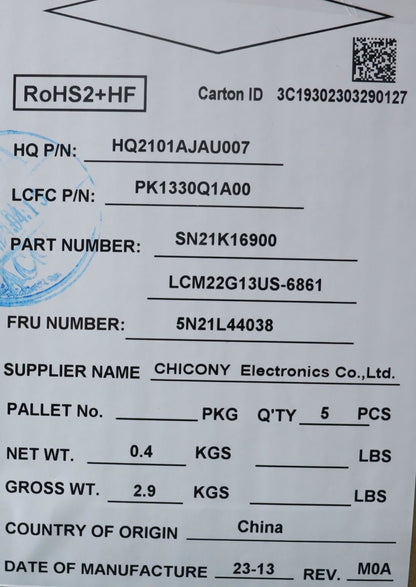 RoHS2+HF
Carton ID 3C19302303290127
HQ P/N: HQ2101AJAU007
LCFC P/N: PK1330Q1A00
PART NUMBER: SN21K16900
LCM22G13US-6861
FRU NUMBER: 5N21L44038
SUPPLIER NAME CHICONY Electronics Co.,Ltd.
PALLET No. PKG Q'TY 5 PCS
NET WT. 0.4 KGS LBS
GROSS WT. 2.9 KGS LBS
COUNTRY OF ORIGIN China
DATE OF MANUFACTURE 23-13 REV. M0A